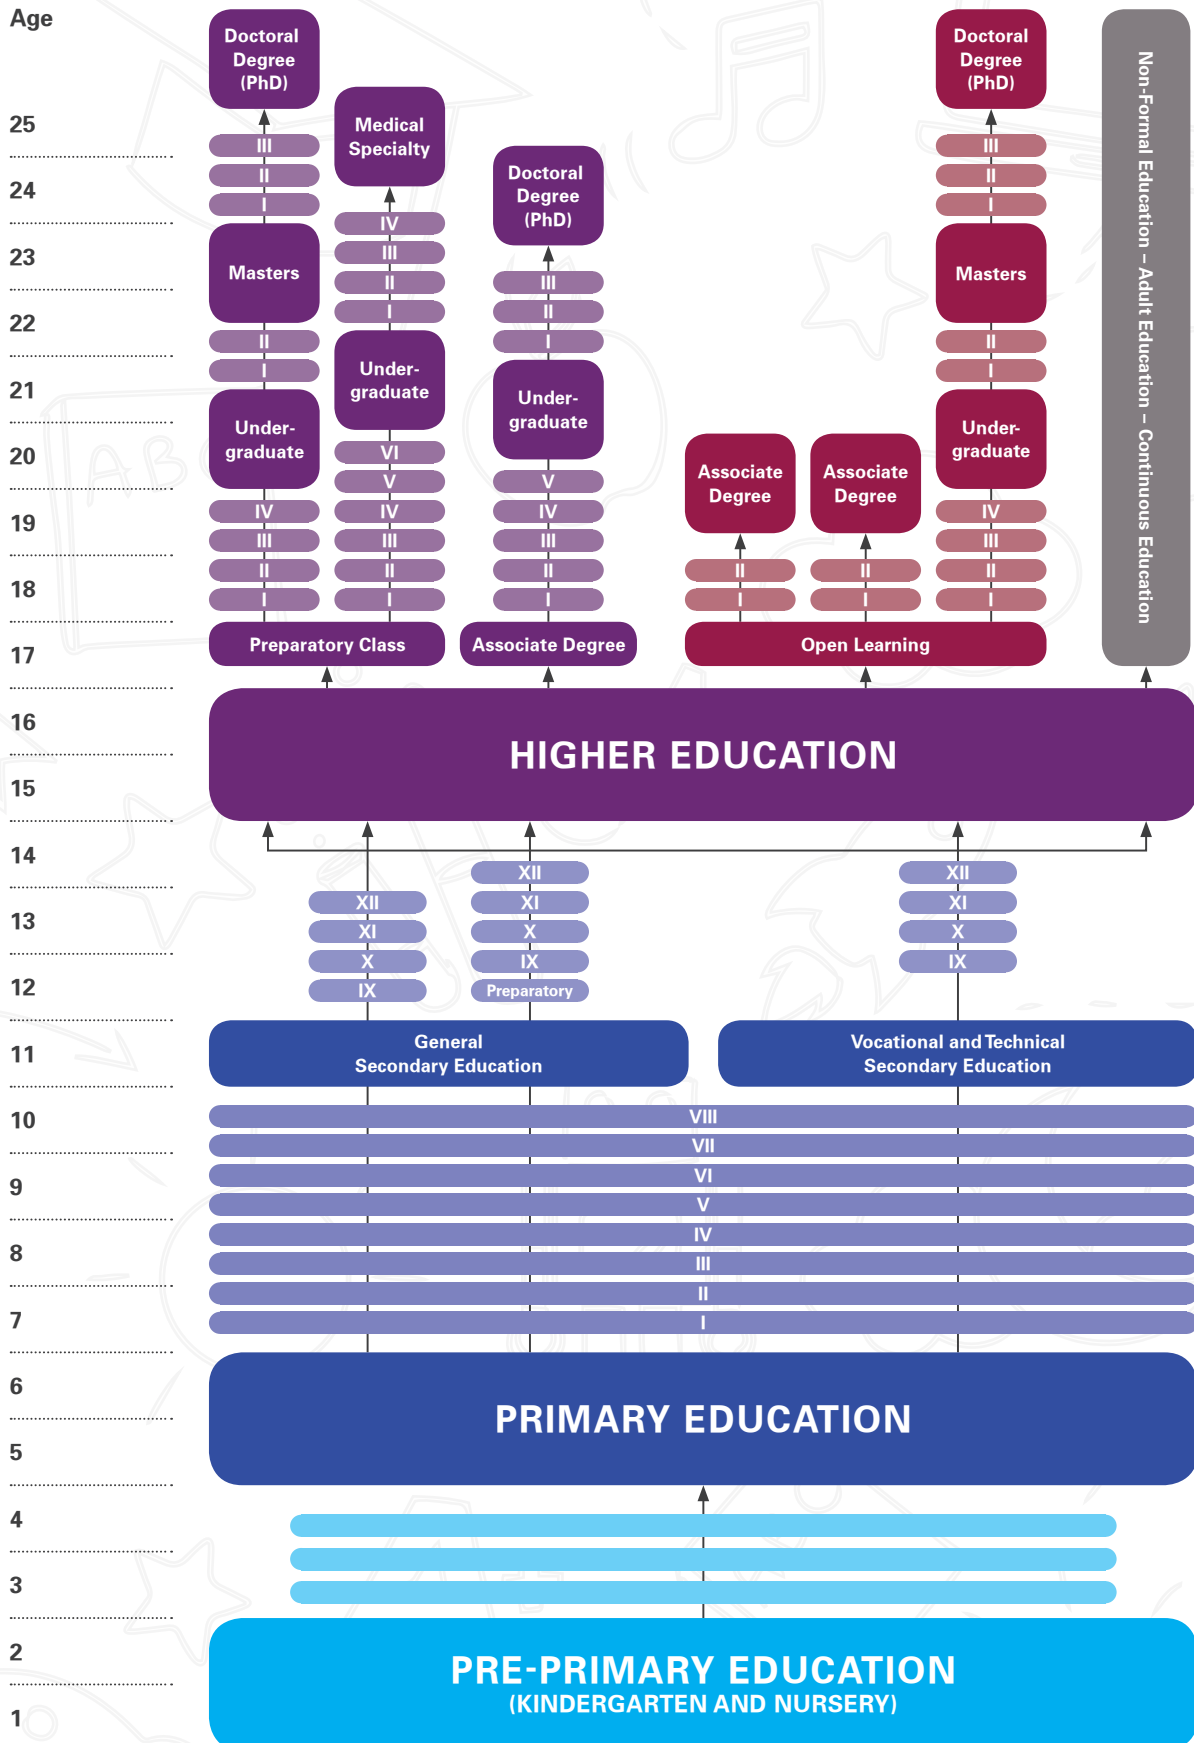 Age
25
24
23
22
21
20
19
18
17
16
15
14
13
12
11
10
9
8
7
6
5
4
3
2
1
Doctoral
Degree
(PhD)
III
II
I
Masters
II
I
Under-
graduate
IV
III
II
I
Medical
Specialty
IV
III
II
I
Under-
graduate
VI
V
IV
III
II
I
Preparatory Class
Doctoral
Degree
(PhD)
III
II
I
Under-
graduate
V
IV
III
II
I
Associate Degree
Associate
Degree
II
I
Associate
Degree
II
I
Doctoral
Degree
(PhD)
III
II
I
Masters
II
I
Under-
graduate
IV
III
II
I
Open Learning
Non-Formal Education – Adult Education – Continuous Education
HIGHER EDUCATION
XII
XI
X
IX
XII
XI
X
IX
Preparatory
XII
XI
X
IX
General
Secondary Education
Vocational and Technical
Secondary Education
VIII
VII
VI
V
IV
III
II
I
PRIMARY EDUCATION
PRE-PRIMARY EDUCATION
(KINDERGARTEN AND NURSERY)
ABC